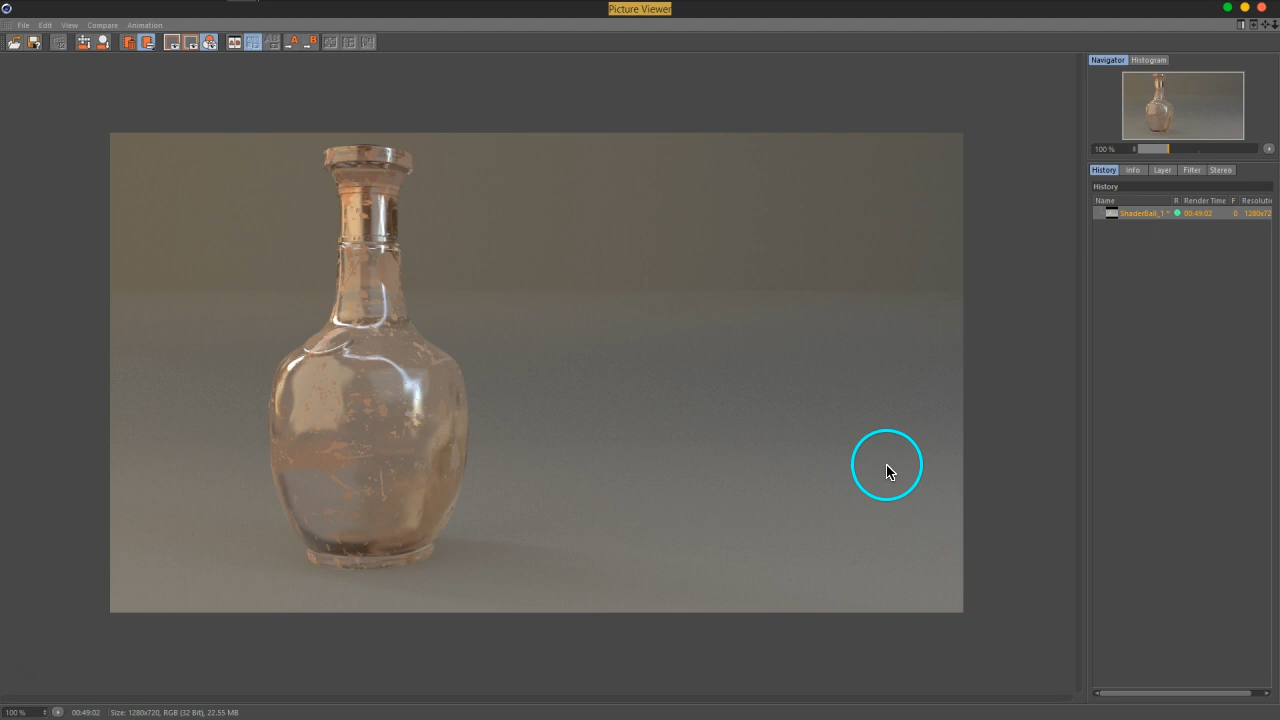 Picture Viewer
File Edit View Compare Animation
A B
Navigator Histogram
100 %
History Info Layer Filter Stereo
History
Name R Render Time F Resoluti
ShaderBall_1 * 00:49:02 0 1280x72
100 % 00:49:02 Size: 1280x720, RGB (32 Bit), 22.55 MB